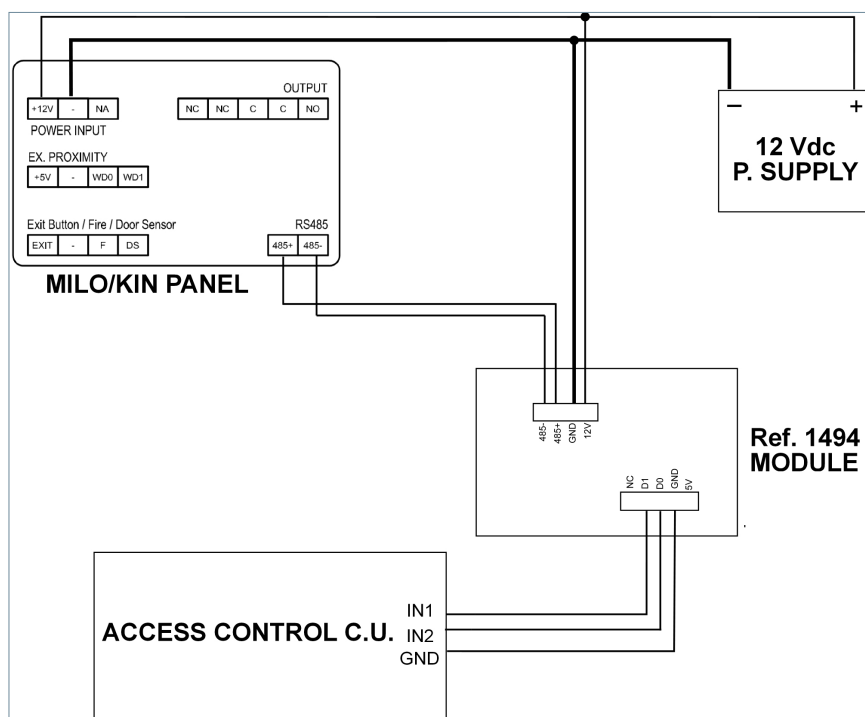 OUTPUT
+12V - NA
NC NC C C NO
POWER INPUT
EX. PROXIMITY
+5V - WD0 WD1
Exit Button / Fire / Door Sensor
RS485
EXIT - F DS
485+ 485-
MILO/KIN PANEL
− +
12 Vdc
P. SUPPLY
485-
485+
GND
12V
Ref. 1494
MODULE
NC
D1
D0
GND
5V
ACCESS CONTROL C.U.
IN1
IN2
GND